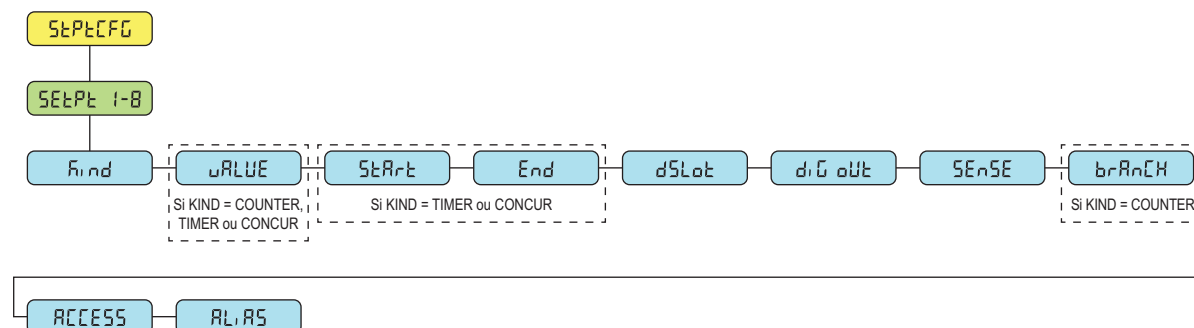 StPtCFG
SEtPt 1-8
Kind
VALUE
StArt
End
dSLot
diG oUt
SEnSE
brAnCH
Si KIND = COUNTER,
TIMER ou CONCUR
Si KIND = TIMER ou CONCUR
Si KIND = COUNTER
ACCESS
ALiAS